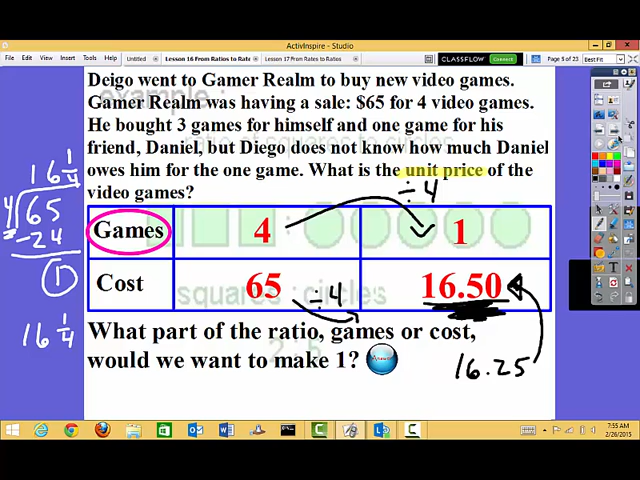 ActivInspire - Studio
File Edit View Insert Tools Help Untitled Lesson 16 From Ratios to Rate Lesson 17 From Rates to Ratios CLASSFLOW Connect Page 5 of 23 Best Fit
Deigo went to Gamer Realm to buy new video games.
Gamer Realm was having a sale: $65 for 4 video games.
He bought 3 games for himself and one game for his
friend, Daniel, but Diego does not know how much Daniel
owes him for the one game. What is the unit price of the
video games?
÷4
Games 4 1
Cost 65 16.50
÷4
squares : circles
What part of the ratio, games or cost,
would we want to make 1?
16.25
16 1/4
4 65
-24
1
16 1/4
7:55 AM
2/26/2015